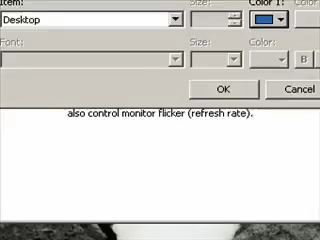 Item: Size: Color 1: Color
Desktop
Font: Size: Color:
B
OK Cancel
also control monitor flicker (refresh rate).